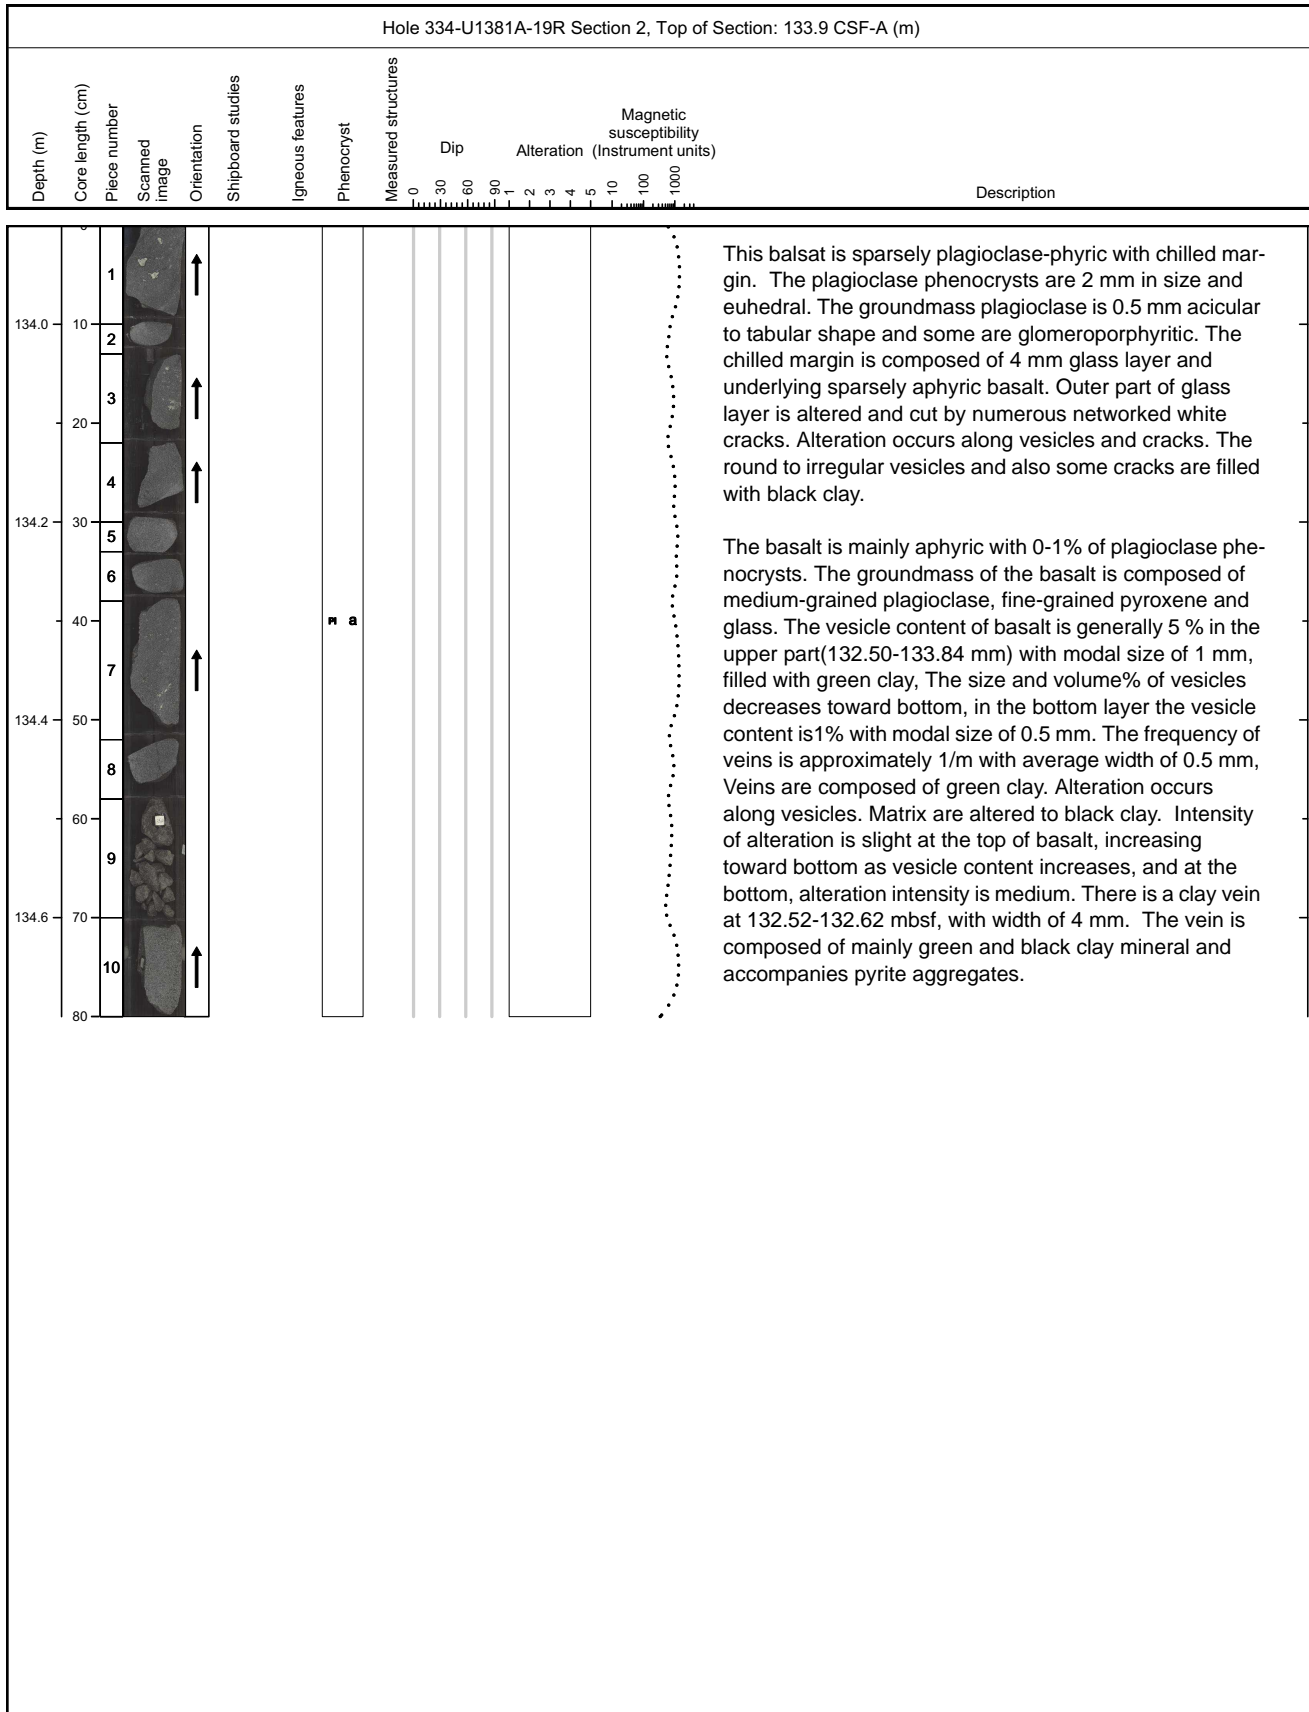 Hole 334-U1381A-19R Section 2, Top of Section: 133.9 CSF-A (m)
Depth (m)
Core length (cm)
Piece number
Scanned
image
Orientation
Shipboard studies
Igneous features
Phenocryst
Measured structures
Dip
0 30 60 90
Alteration
1 2 3 4 5
Magnetic
susceptibility
(Instrument units)
10 100 1000
Description
0
1
134.0 10
2
3
20
4
134.2 30
5
6
40
Pl a
7
134.4 50
8
60
9
134.6 70
10
80
This balsat is sparsely plagioclase-phyric with chilled mar-
gin. The plagioclase phenocrysts are 2 mm in size and
euhedral. The groundmass plagioclase is 0.5 mm acicular
to tabular shape and some are glomeroporphyritic. The
chilled margin is composed of 4 mm glass layer and
underlying sparsely aphyric basalt. Outer part of glass
layer is altered and cut by numerous networked white
cracks. Alteration occurs along vesicles and cracks. The
round to irregular vesicles and also some cracks are filled
with black clay.
The basalt is mainly aphyric with 0-1% of plagioclase phe-
nocrysts. The groundmass of the basalt is composed of
medium-grained plagioclase, fine-grained pyroxene and
glass. The vesicle content of basalt is generally 5 % in the
upper part(132.50-133.84 mm) with modal size of 1 mm,
filled with green clay, The size and volume% of vesicles
decreases toward bottom, in the bottom layer the vesicle
content is1% with modal size of 0.5 mm. The frequency of
veins is approximately 1/m with average width of 0.5 mm,
Veins are composed of green clay. Alteration occurs
along vesicles. Matrix are altered to black clay. Intensity
of alteration is slight at the top of basalt, increasing
toward bottom as vesicle content increases, and at the
bottom, alteration intensity is medium. There is a clay vein
at 132.52-132.62 mbsf, with width of 4 mm. The vein is
composed of mainly green and black clay mineral and
accompanies pyrite aggregates.